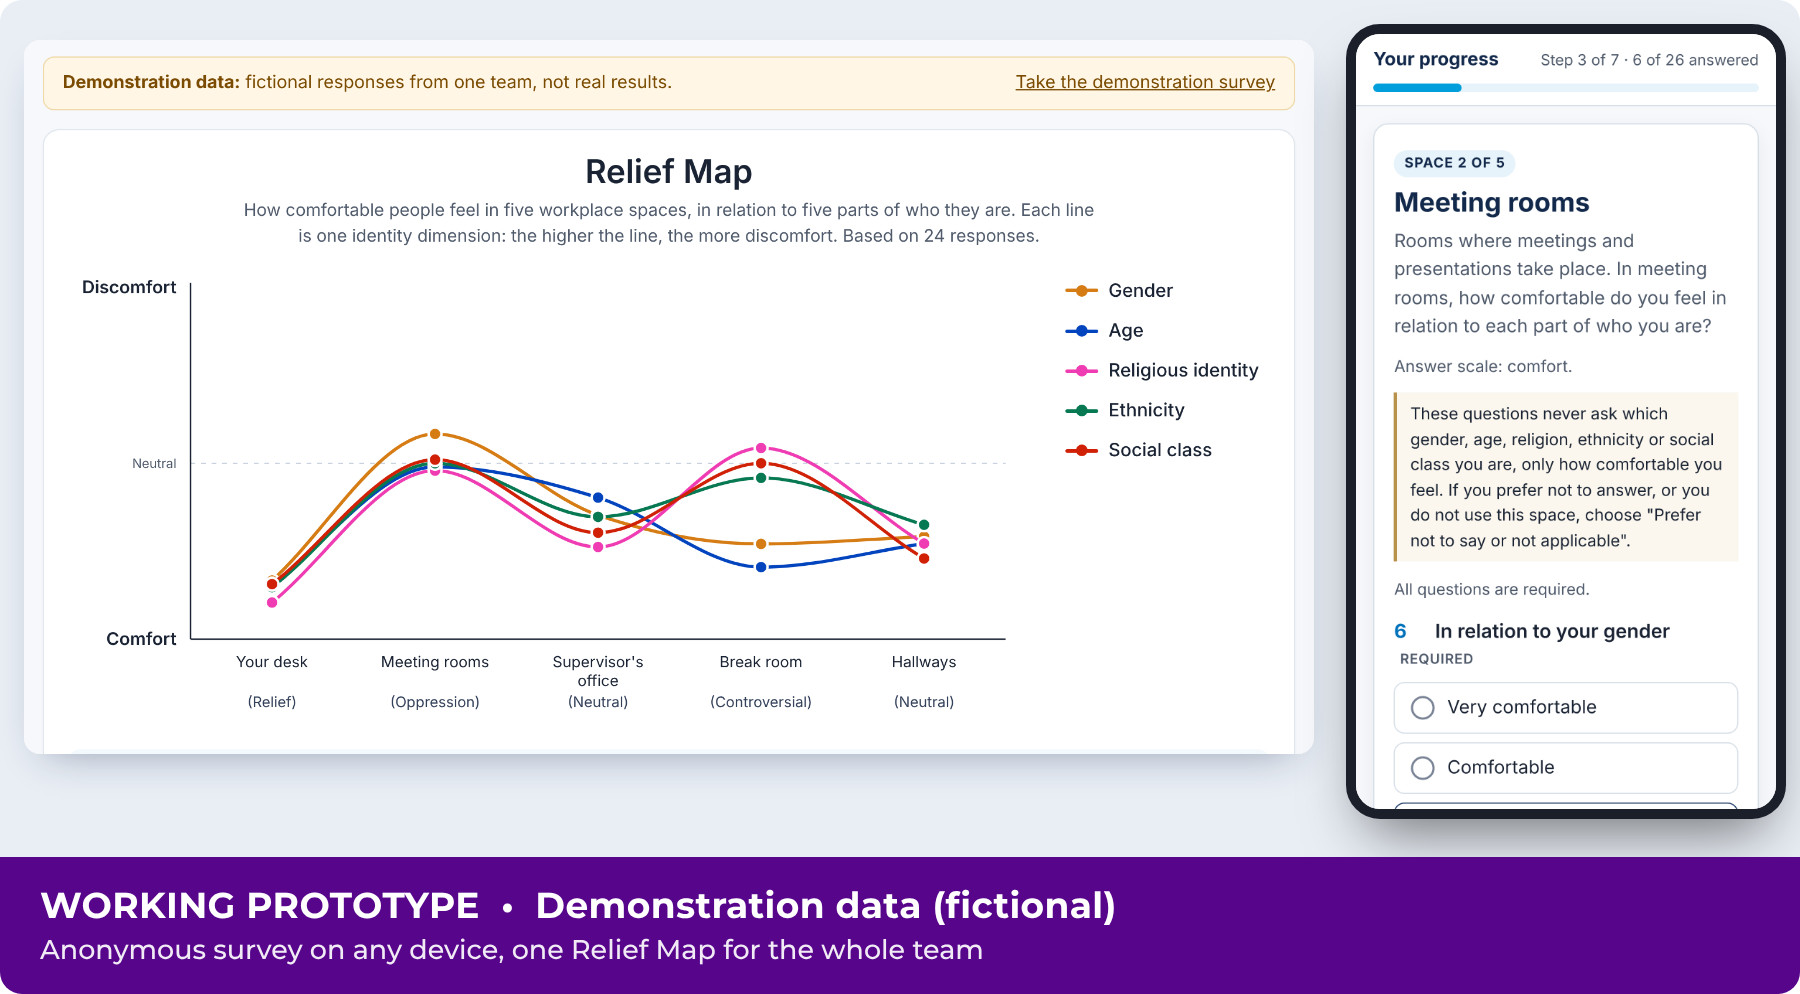 Demonstration data: fictional responses from one team, not real results.
Take the demonstration survey
Relief Map
How comfortable people feel in five workplace spaces, in relation to five parts of who they are. Each line
is one identity dimension: the higher the line, the more discomfort. Based on 24 responses.
Discomfort
Neutral
Comfort
Gender
Age
Religious identity
Ethnicity
Social class
Your desk
(Relief)
Meeting rooms
(Oppression)
Supervisor's
office
(Neutral)
Break room
(Controversial)
Hallways
(Neutral)
Your progress
Step 3 of 7 · 6 of 26 answered
SPACE 2 OF 5
Meeting rooms
Rooms where meetings and
presentations take place. In meeting
rooms, how comfortable do you feel in
relation to each part of who you are?
Answer scale: comfort.
These questions never ask which
gender, age, religion, ethnicity or social
class you are, only how comfortable you
feel. If you prefer not to answer, or you
do not use this space, choose "Prefer
not to say or not applicable".
All questions are required.
6 In relation to your gender
REQUIRED
Very comfortable
Comfortable
WORKING PROTOTYPE • Demonstration data (fictional)
Anonymous survey on any device, one Relief Map for the whole team